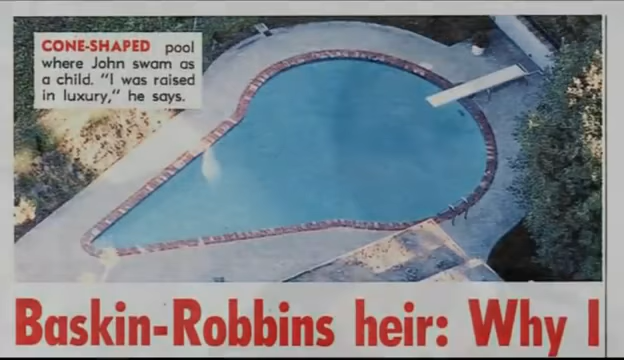 CONE-SHAPED pool
where John swam as
a child. "I was raised
in luxury," he says.
Baskin-Robbins heir: Why I